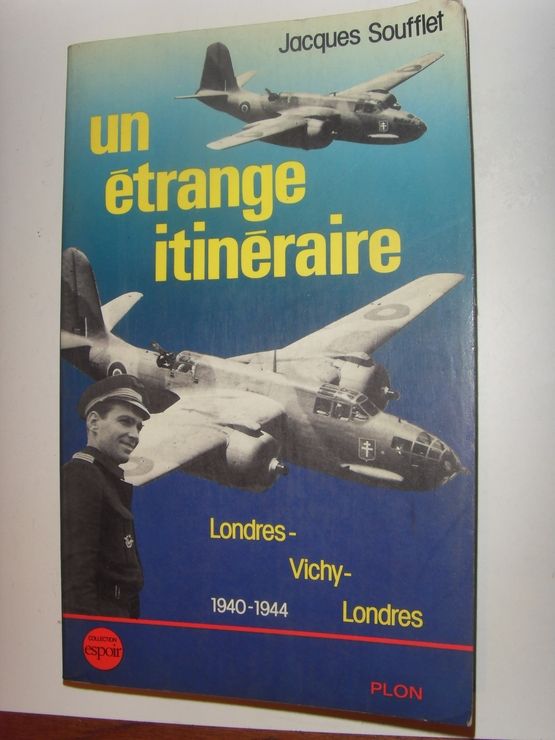 Jacques Soufflet
un
étrange
itinéraire
Londres-
Vichy-
1940-1944
Londres
COLLECTION
espoir
PLON